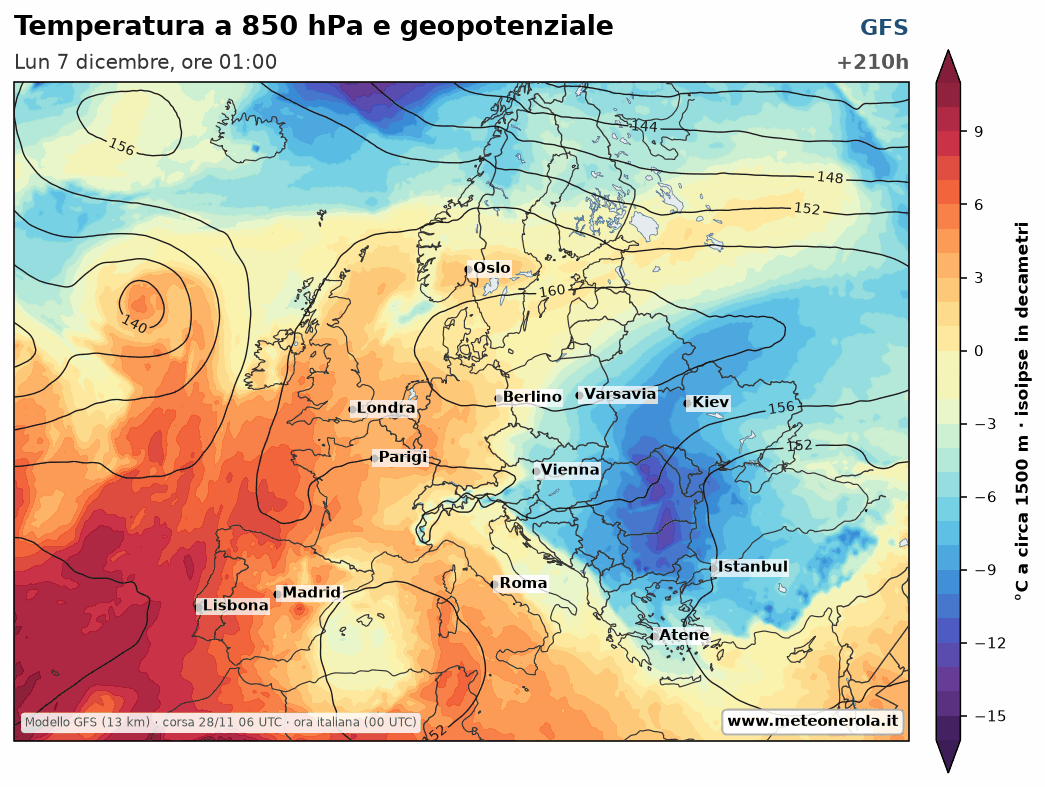 Temperatura a 850 hPa e geopotenziale
GFS
Lun 7 dicembre, ore 01:00
+210h
156
144
148
152
160
140
Oslo
Londra
Berlino
Varsavia
Kiev
156
152
Parigi
Vienna
Istanbul
Madrid
Roma
Lisbona
Atene
152
Modello GFS (13 km) · corsa 28/11 06 UTC · ora italiana (00 UTC)
www.meteonerola.it
9
6
3
0
−3
−6
−9
−12
−15
°C a circa 1500 m · isoipse in decametri